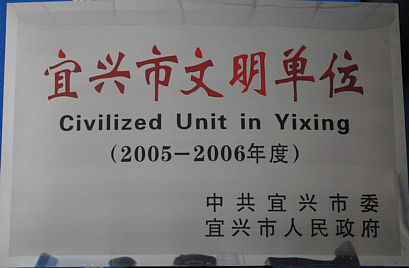 宜兴市文明单位
Civilized Unit in Yixing
(2005-2006年度)
中共宜兴市委
宜兴市人民政府